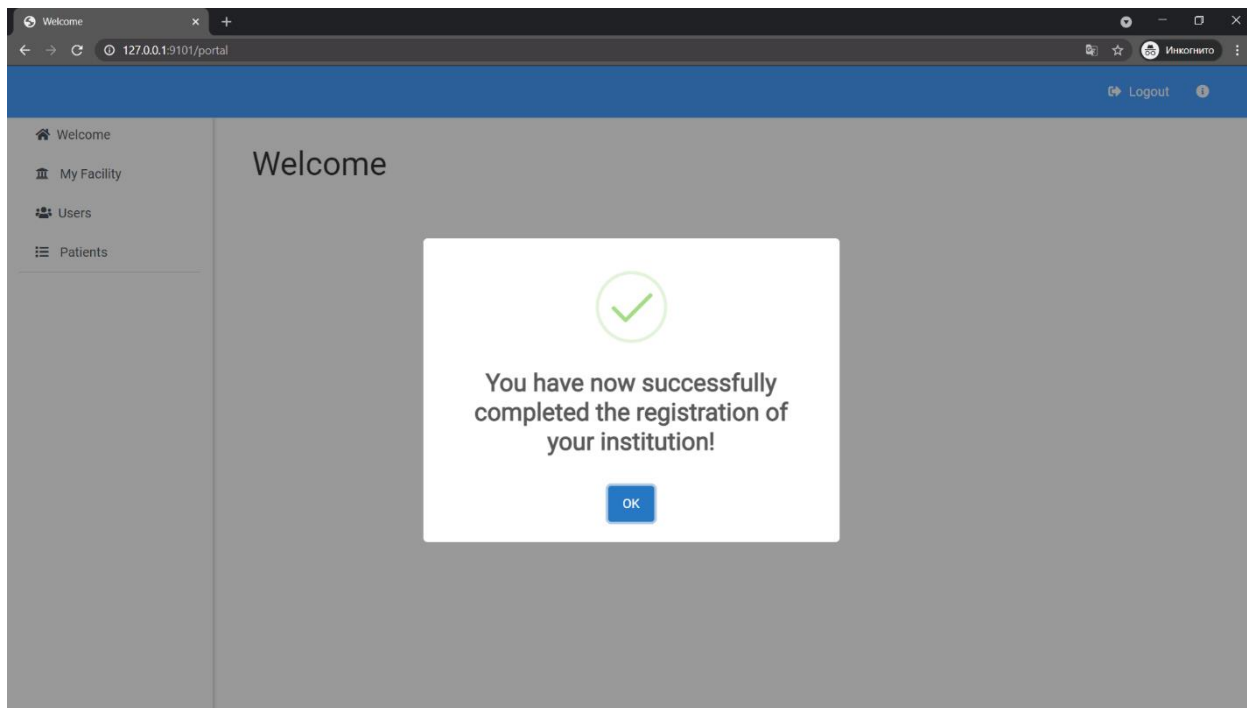 Welcome
127.0.0.1:9101/portal
Инкогнито
Logout
Welcome
My Facility
Users
Patients
Welcome
You have now successfully
completed the registration of
your institution!
OK